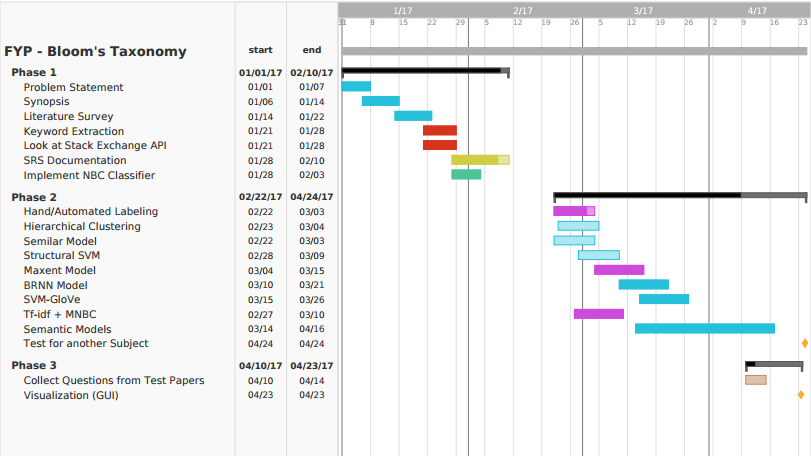 1/17 2/17 3/17 4/17
31 8 15 22 29 5 12 19 26 5 12 19 26 2 9 16 23
FYP - Bloom's Taxonomy start end
Phase 1 01/01/17 02/10/17
Problem Statement 01/01 01/07
Synopsis 01/06 01/14
Literature Survey 01/14 01/22
Keyword Extraction 01/21 01/28
Look at Stack Exchange API 01/21 01/28
SRS Documentation 01/28 02/10
Implement NBC Classifier 01/28 02/03
Phase 2 02/22/17 04/24/17
Hand/Automated Labeling 02/22 03/03
Hierarchical Clustering 02/23 03/04
Semilar Model 02/22 03/03
Structural SVM 02/28 03/09
Maxent Model 03/04 03/15
BRNN Model 03/10 03/21
SVM-GloVe 03/15 03/26
Tf-idf + MNBC 02/27 03/10
Semantic Models 03/14 04/16
Test for another Subject 04/24 04/24
Phase 3 04/10/17 04/23/17
Collect Questions from Test Papers 04/10 04/14
Visualization (GUI) 04/23 04/23